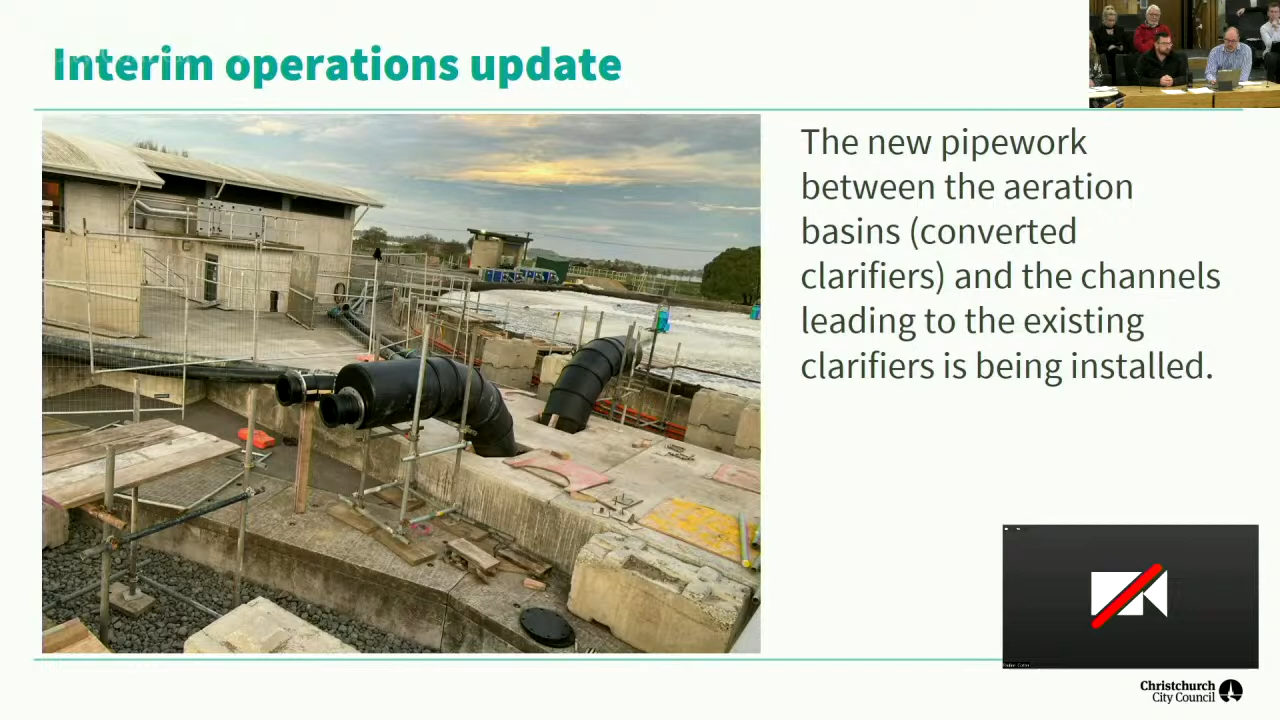 Interim operations update
The new pipework
between the aeration
basins (converted
clarifiers) and the channels
leading to the existing
clarifiers is being installed.
Christchurch
City Council